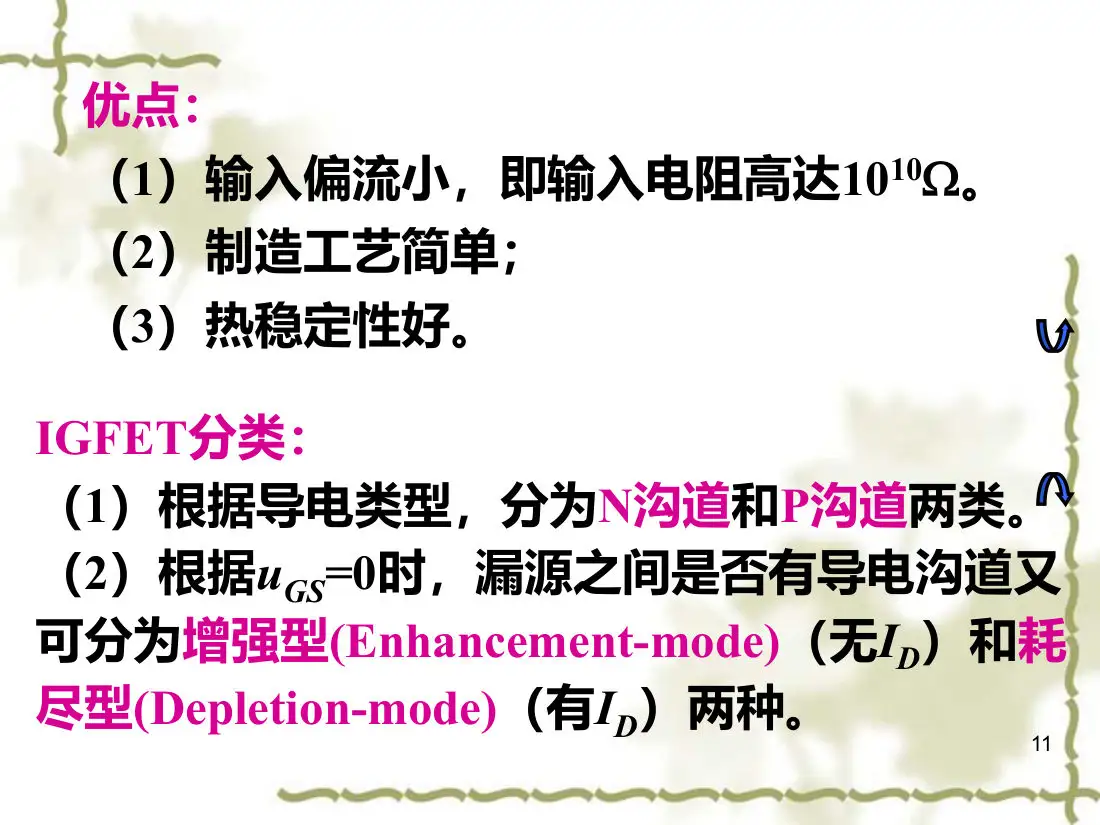 优点：
（1）输入偏流小，即输入电阻高达10¹⁰Ω。
（2）制造工艺简单；
（3）热稳定性好。
IGFET分类：
（1）根据导电类型，分为N沟道和P沟道两类。
（2）根据uGS=0时，漏源之间是否有导电沟道又
可分为增强型(Enhancement-mode)（无ID）和耗
尽型(Depletion-mode)（有ID）两种。
11